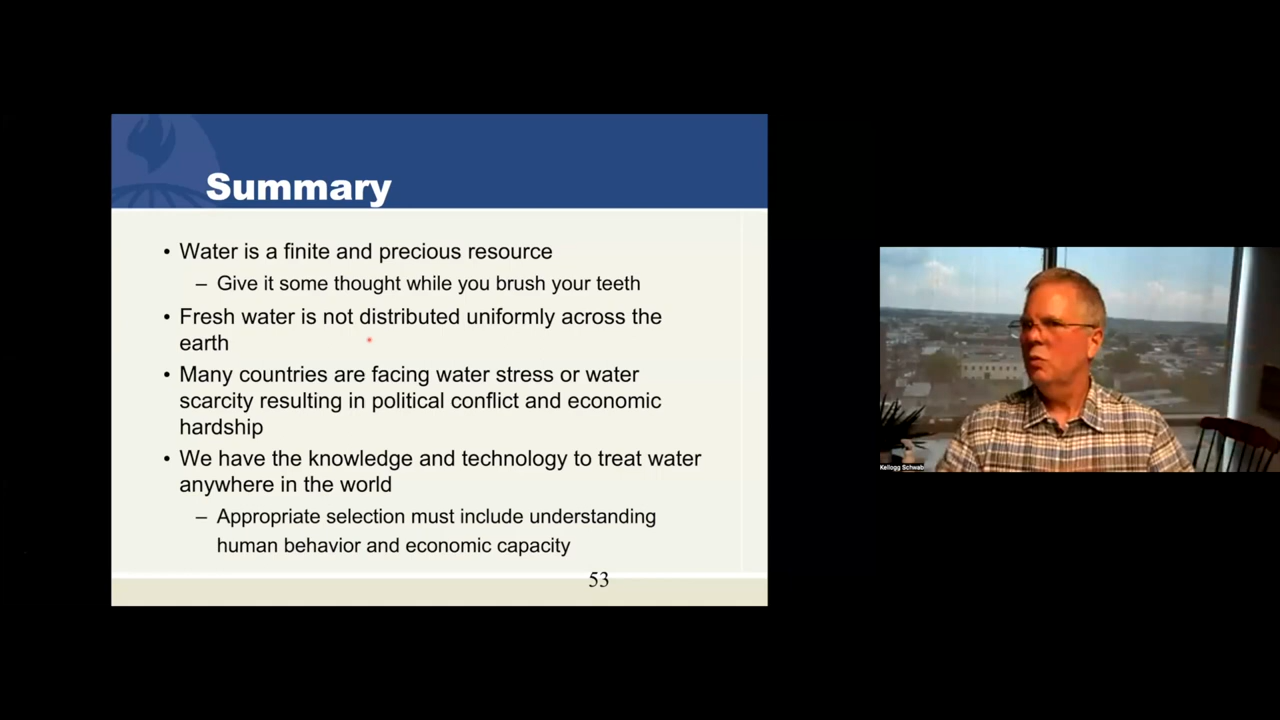 Summary
• Water is a finite and precious resource
– Give it some thought while you brush your teeth
• Fresh water is not distributed uniformly across the
earth
• Many countries are facing water stress or water
scarcity resulting in political conflict and economic
hardship
• We have the knowledge and technology to treat water
anywhere in the world
– Appropriate selection must include understanding
human behavior and economic capacity
53
Kellogg Schwab